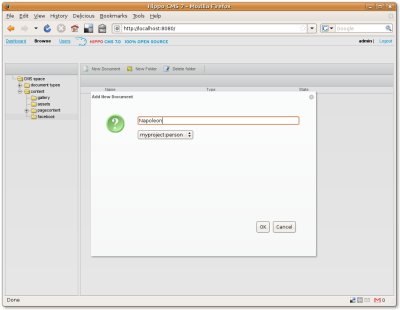 Hippo CMS 7 - Mozilla Firefox
File Edit View History Delicious Bookmarks Tools Help
http://localhost:8080/
Google
Dashboard Browse Users HIPPO CMS 7.0 100% OPEN SOURCE admin | Logout
CMS space
document types
content
gallery
assets
pagecontent
facebook
New Document New Folder Delete folder
Name Type State
Add New Document
Napoleon
myproject:person
OK Cancel
Done
0